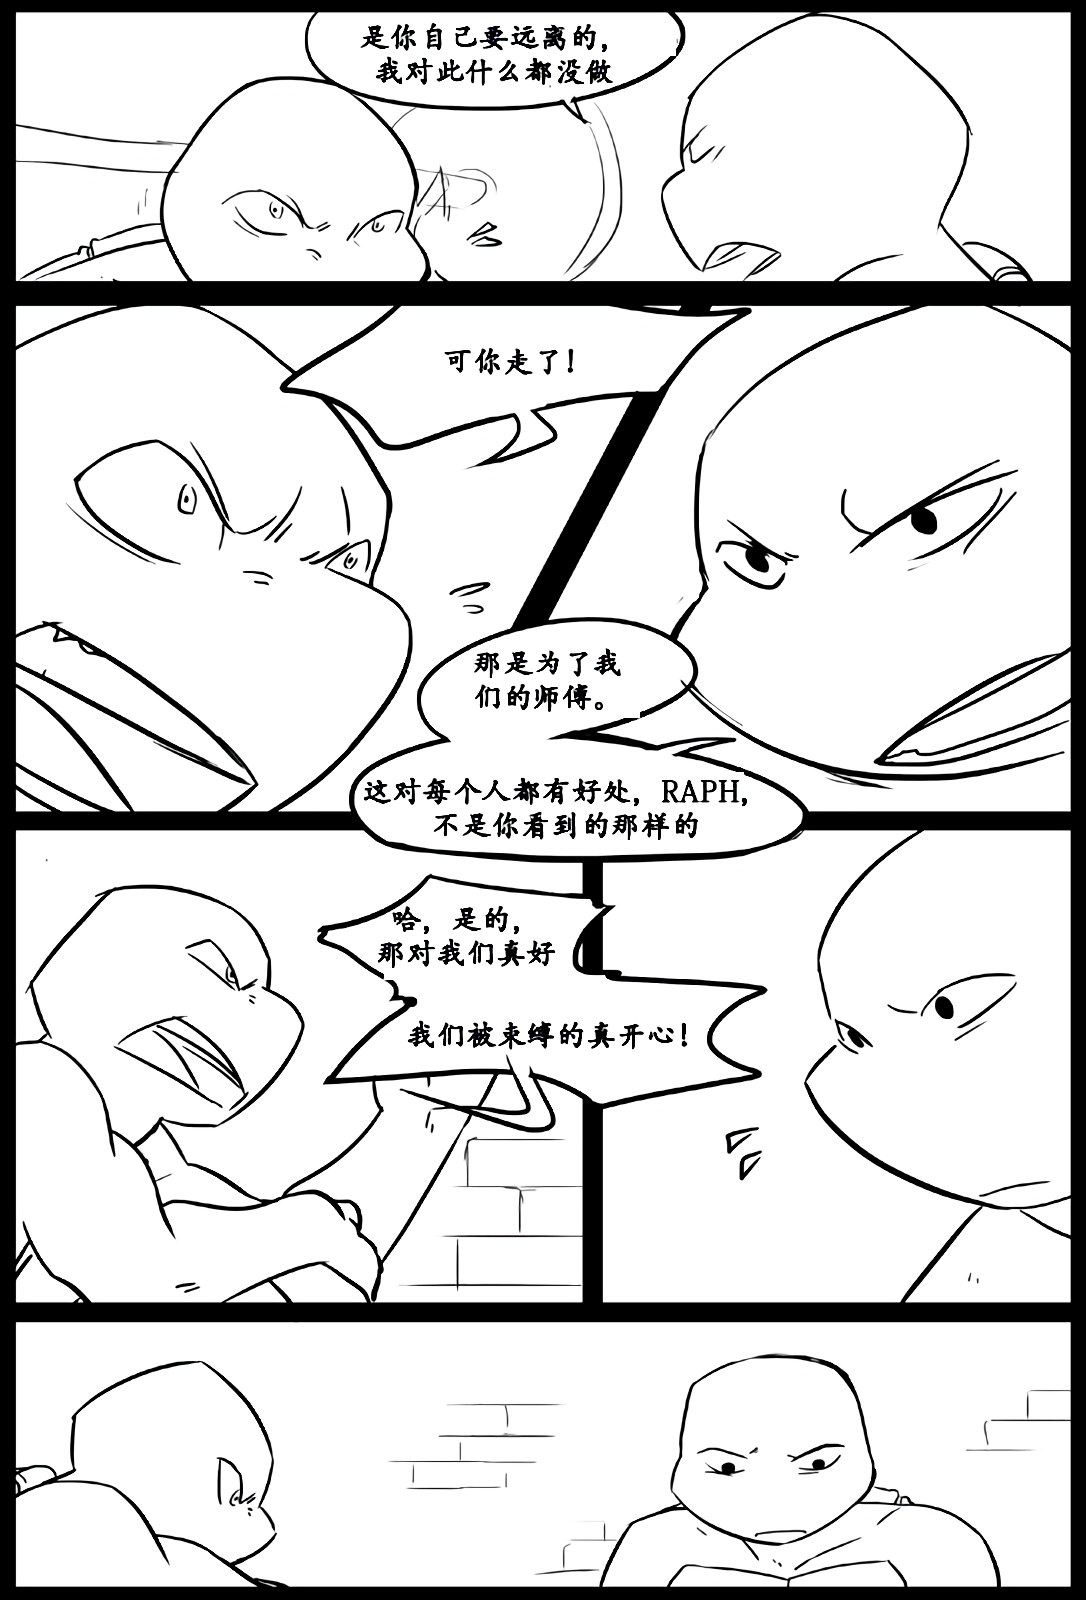 是你自己要远离的，
我对此什么都没做
可你走了！
那是为了我
们的师傅。
这对每个人都有好处，RAPH，
不是你看到的那样的
哈，是的，
那对我们真好
我们被束缚的真开心！